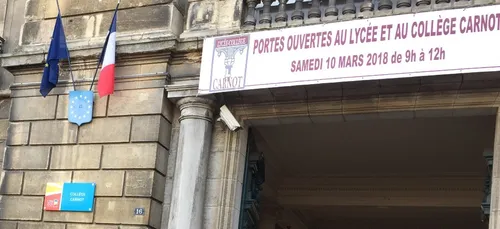 PORTES OUVERTES AU LYCÉE ET AU COLLÈGE CARNOT
SAMEDI 10 MARS 2018 de 9h à 12h
CARNOT
COLLÈGE
CARNOT